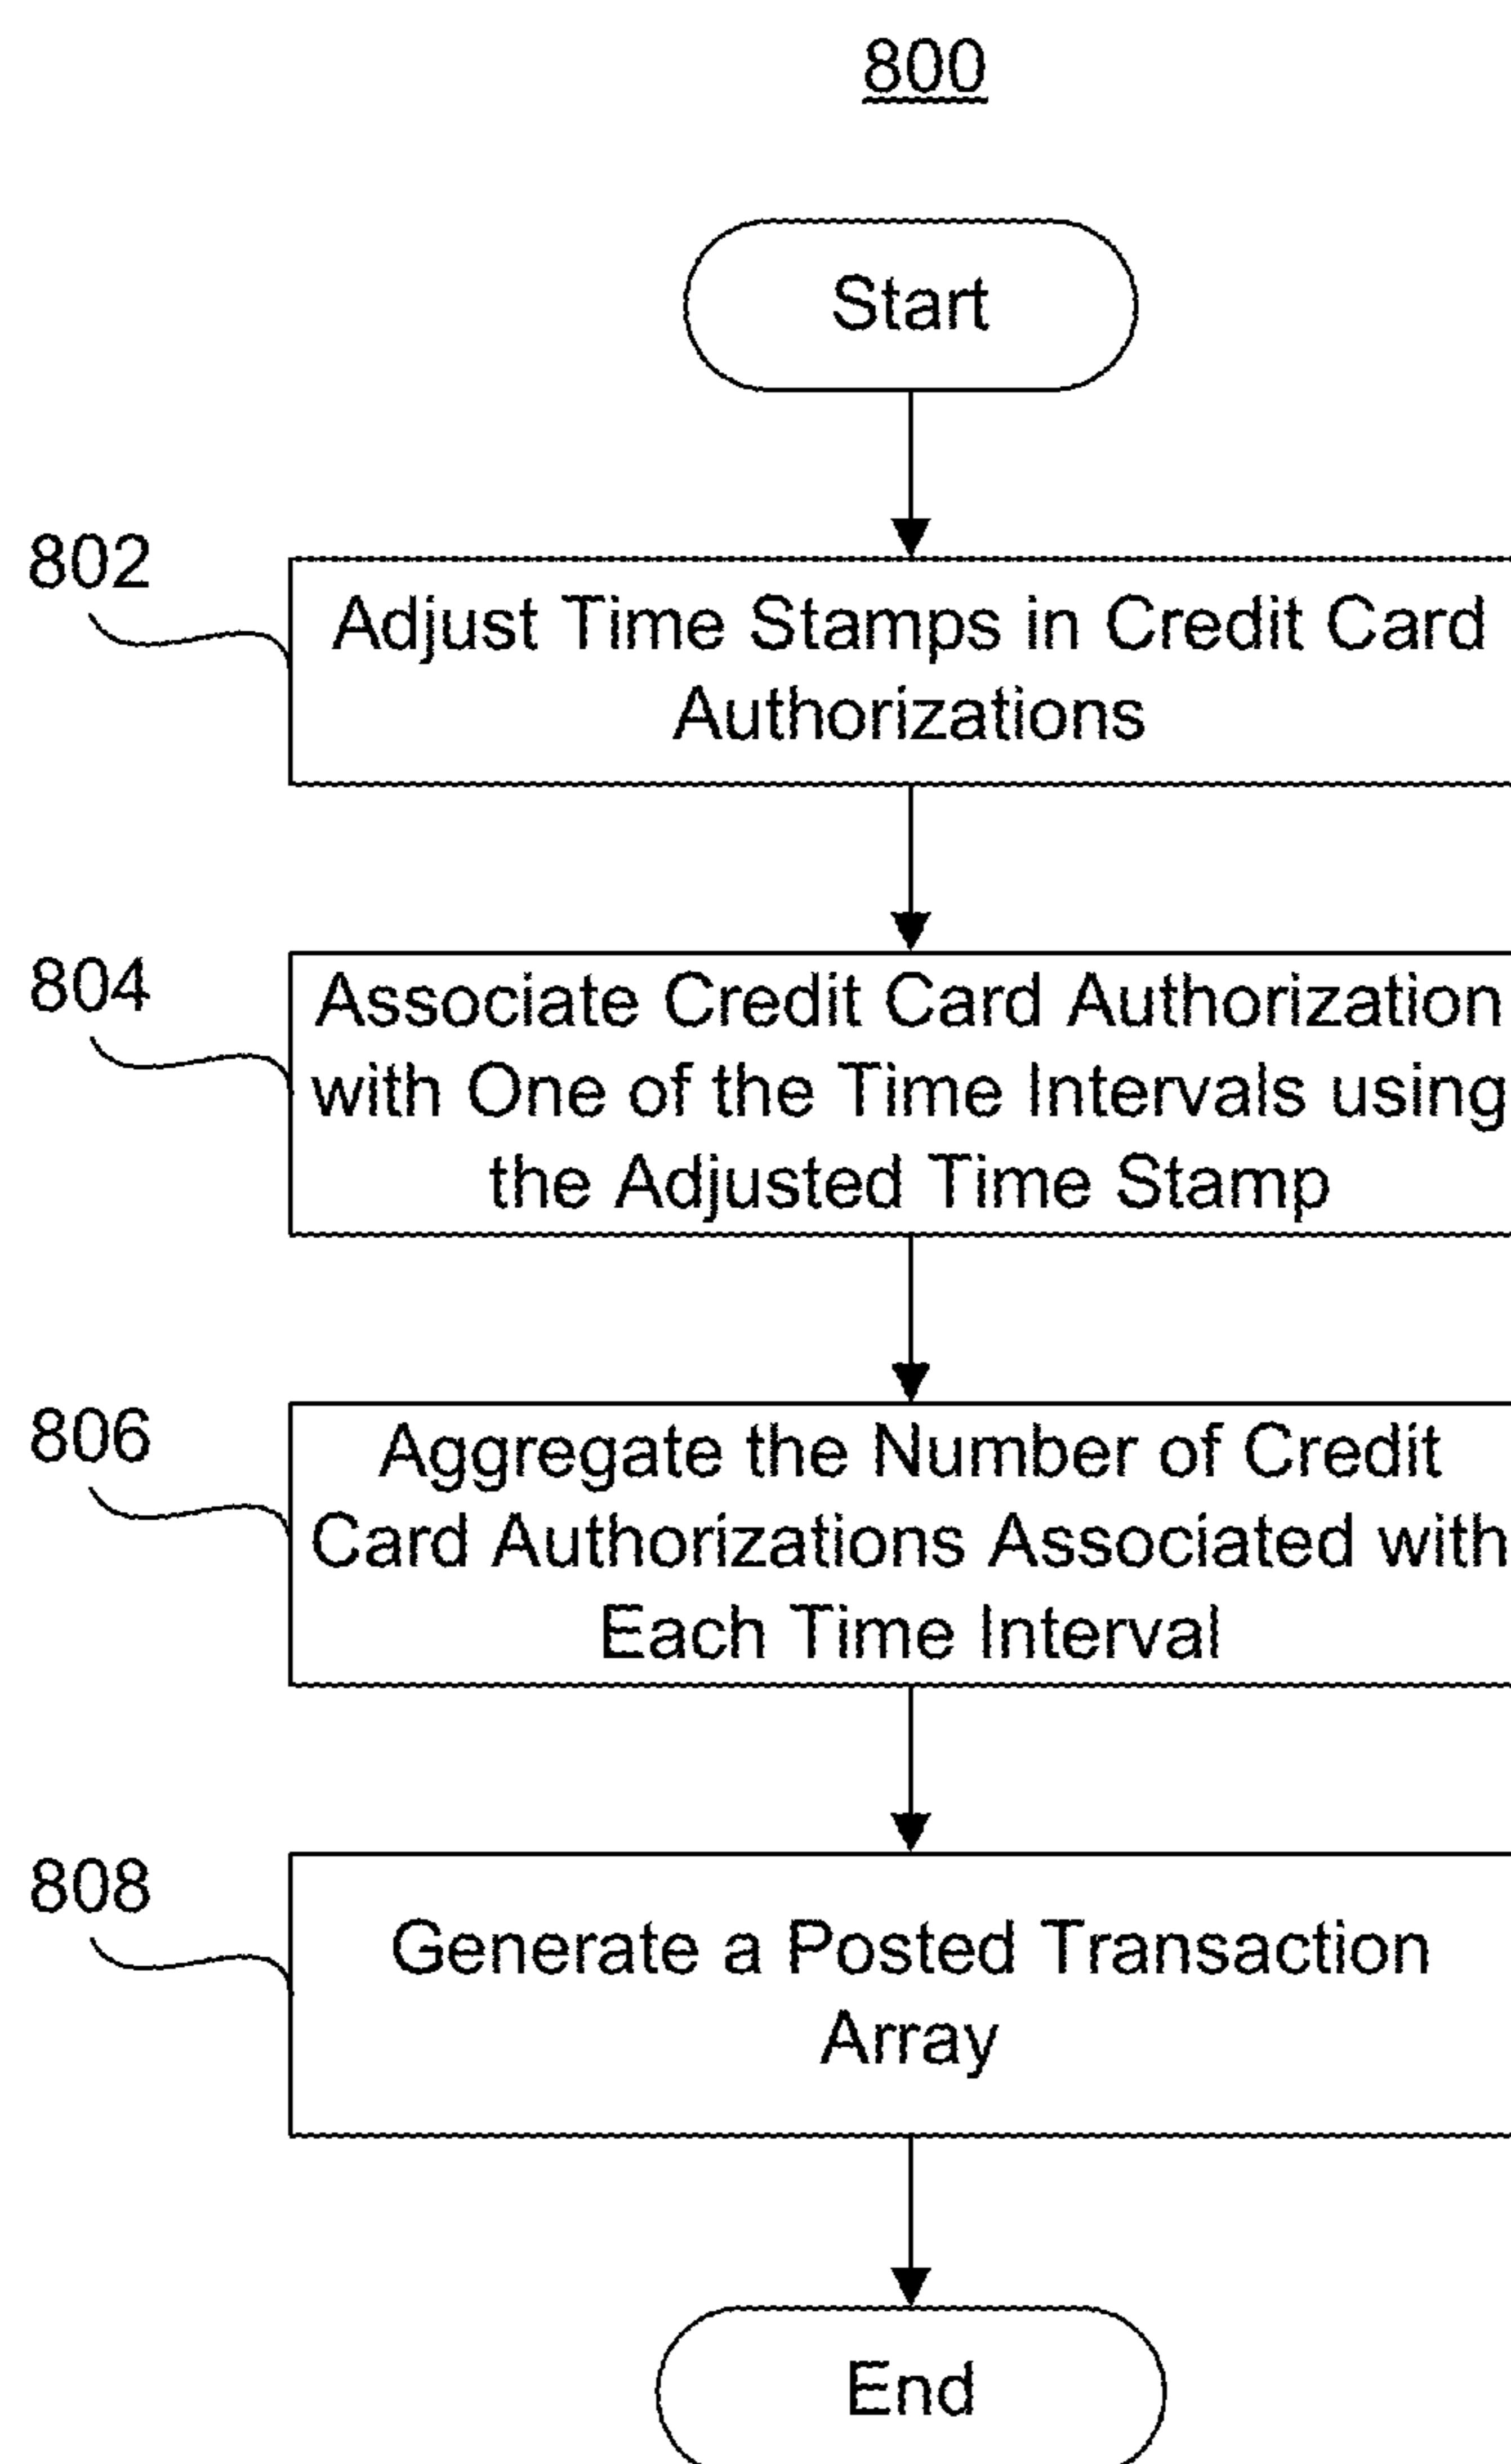 800
Start
802
Adjust Time Stamps in Credit Card
Authorizations
804
Associate Credit Card Authorization
with One of the Time Intervals using
the Adjusted Time Stamp
806
Aggregate the Number of Credit
Card Authorizations Associated with
Each Time Interval
808
Generate a Posted Transaction
Array
End